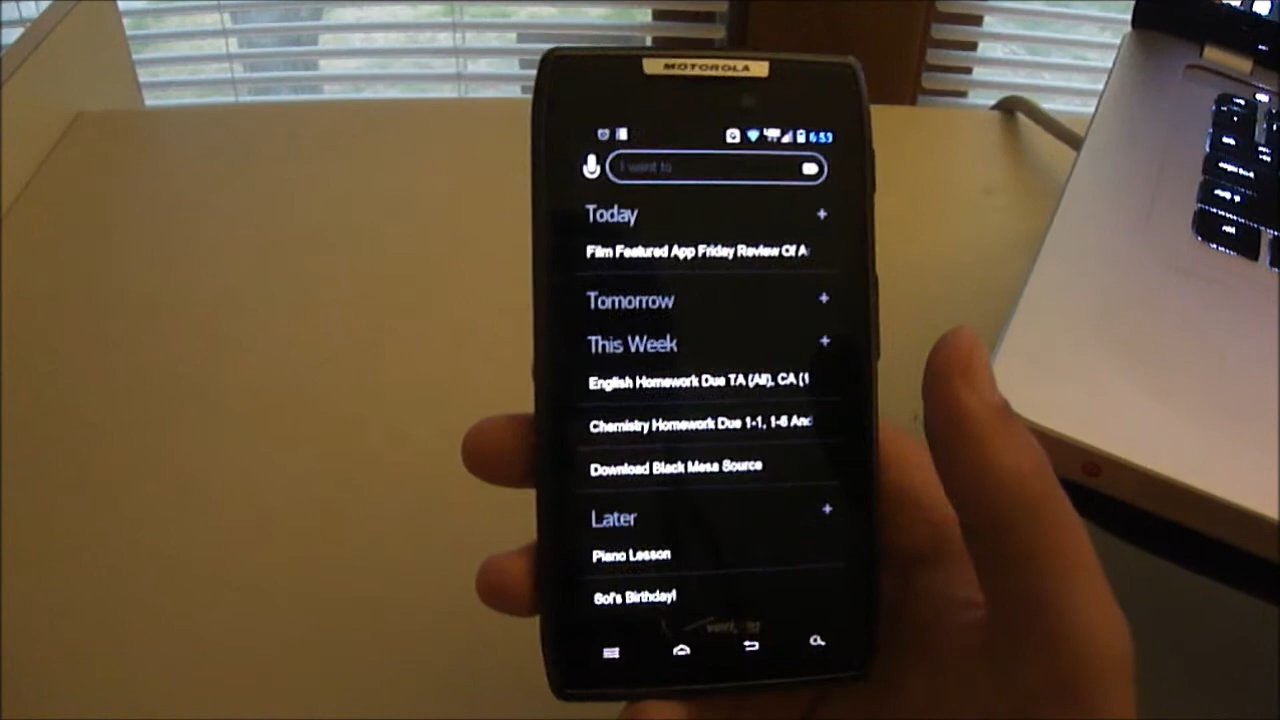 MOTOROLA
6:53
I want to
Today +
Film Featured App Friday Review Of A
Tomorrow +
This Week +
English Homework Due TA (All), CA (1
Chemistry Homework Due 1-1, 1-6 And
Download Black Mesa Source
Later +
Piano Lesson
Sol's Birthday!